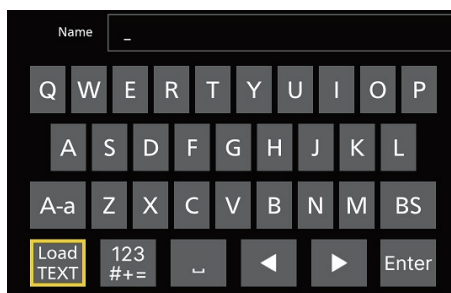 Name _
Q W E R T Y U I O P
A S D F G H J K L
A-a Z X C V B N M BS
Load TEXT 123 #+= ⎵ ◀ ▶ Enter